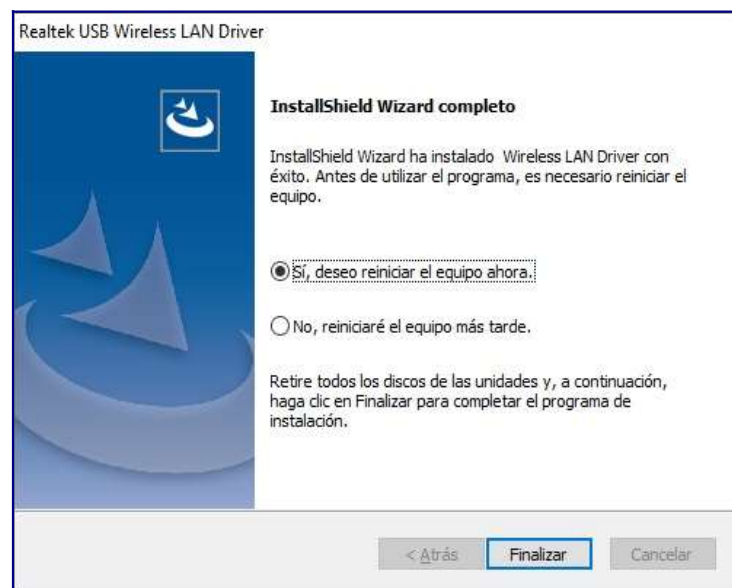 Realtek USB Wireless LAN Driver
InstallShield Wizard completo
InstallShield Wizard ha instalado Wireless LAN Driver con
éxito. Antes de utilizar el programa, es necesario reiniciar el
equipo.
Sí, deseo reiniciar el equipo ahora.
No, reiniciaré el equipo más tarde.
Retire todos los discos de las unidades y, a continuación,
haga clic en Finalizar para completar el programa de
instalación.
< Atrás Finalizar Cancelar